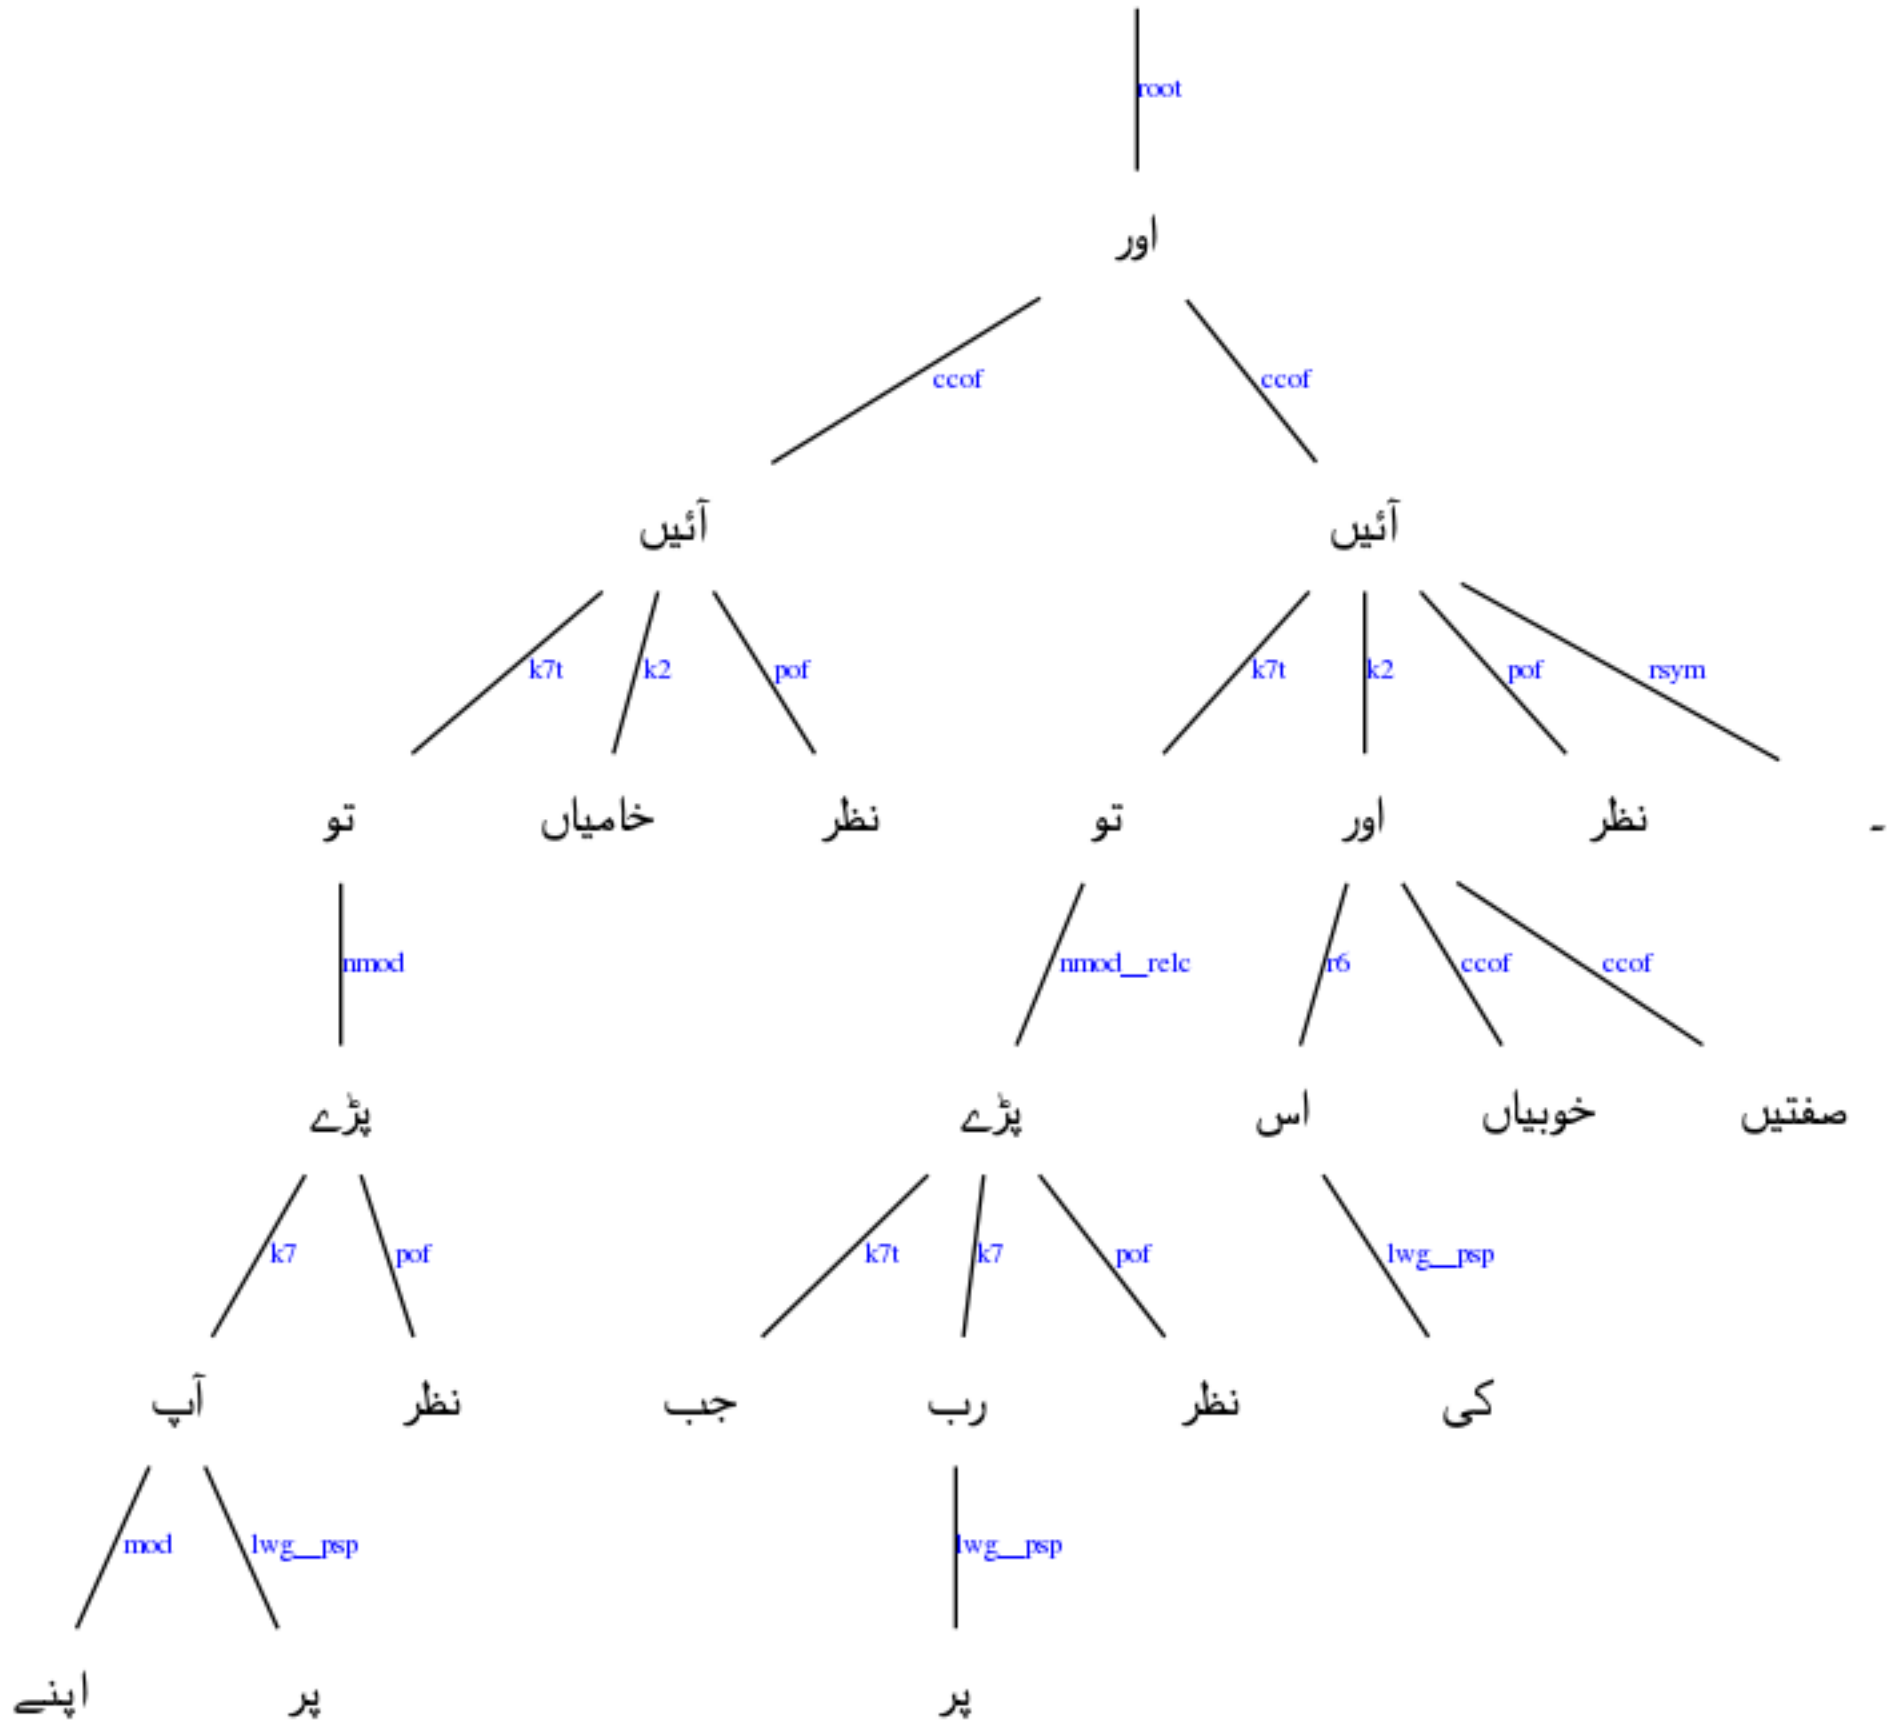 root
اور
ccof ccof
آئیں آئیں
k7t k2 pof k7t k2 pof rsym
تو خامیاں نظر تو اور نظر ۔
nmod nmod__relc r6 ccof ccof
پڑے پڑے اس خوبیاں صفتیں
k7 pof k7t k7 pof lwg__psp
آپ نظر جب رب نظر کی
mod lwg__psp lwg__psp
اپنے پر پر